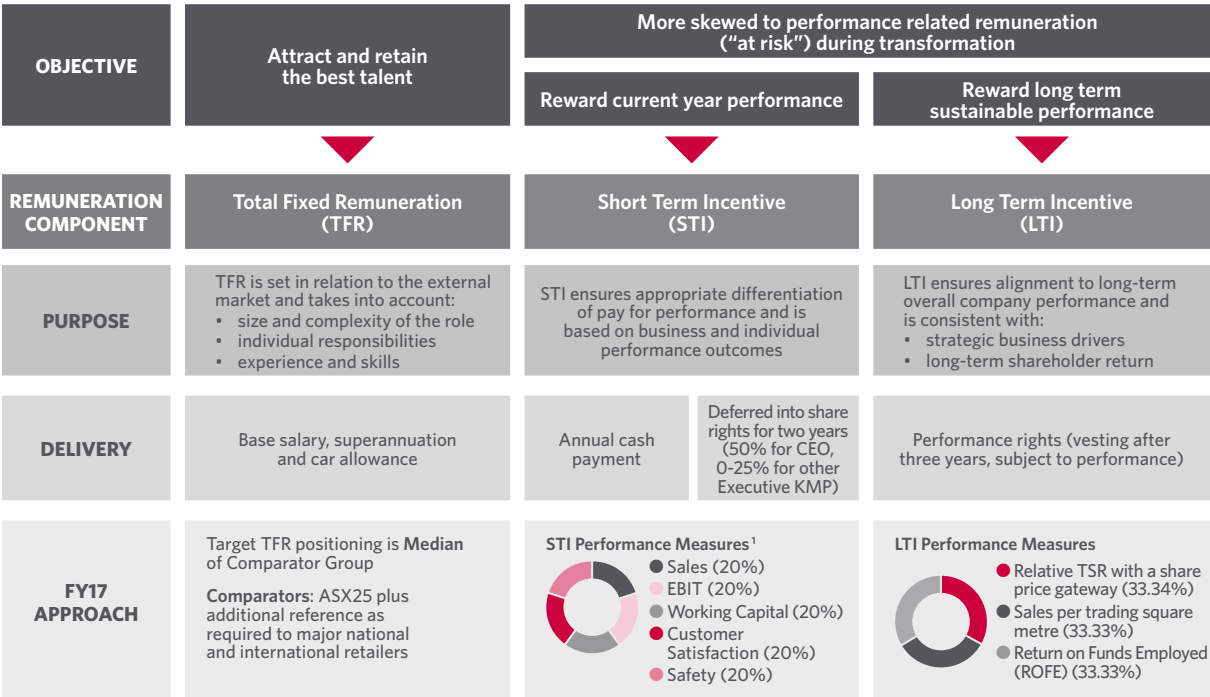 OBJECTIVE
Attract and retain
the best talent
More skewed to performance related remuneration
(“at risk”) during transformation
Reward current year performance
Reward long term
sustainable performance
REMUNERATION
COMPONENT
Total Fixed Remuneration
(TFR)
Short Term Incentive
(STI)
Long Term Incentive
(LTI)
PURPOSE
TFR is set in relation to the external
market and takes into account:
• size and complexity of the role
• individual responsibilities
• experience and skills
STI ensures appropriate differentiation
of pay for performance and is
based on business and individual
performance outcomes
LTI ensures alignment to long-term
overall company performance and
is consistent with:
• strategic business drivers
• long-term shareholder return
DELIVERY
Base salary, superannuation
and car allowance
Annual cash
payment
Deferred into share
rights for two years
(50% for CEO,
0-25% for other
Executive KMP)
Performance rights (vesting after
three years, subject to performance)
FY17
APPROACH
Target TFR positioning is Median
of Comparator Group
Comparators: ASX25 plus
additional reference as
required to major national
and international retailers
STI Performance Measures¹
Sales (20%)
EBIT (20%)
Working Capital (20%)
Customer
Satisfaction (20%)
Safety (20%)
LTI Performance Measures
Relative TSR with a share
price gateway (33.34%)
Sales per trading square
metre (33.33%)
Return on Funds Employed
(ROFE) (33.33%)